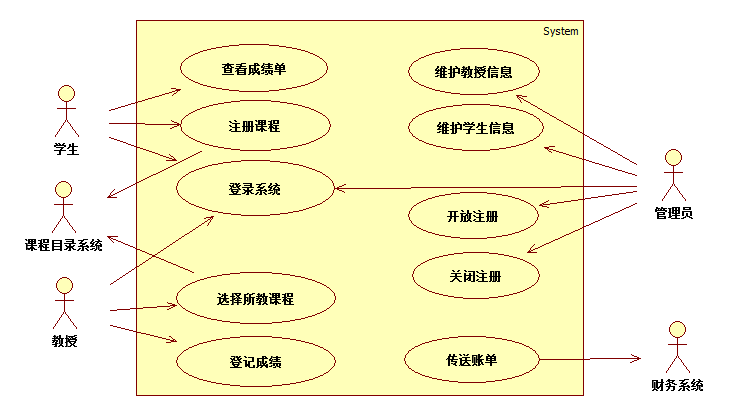 System
查看成绩单
维护教授信息
注册课程
维护学生信息
学生
登录系统
管理员
开放注册
课程目录系统
关闭注册
选择所教课程
教授
登记成绩
传送账单
财务系统